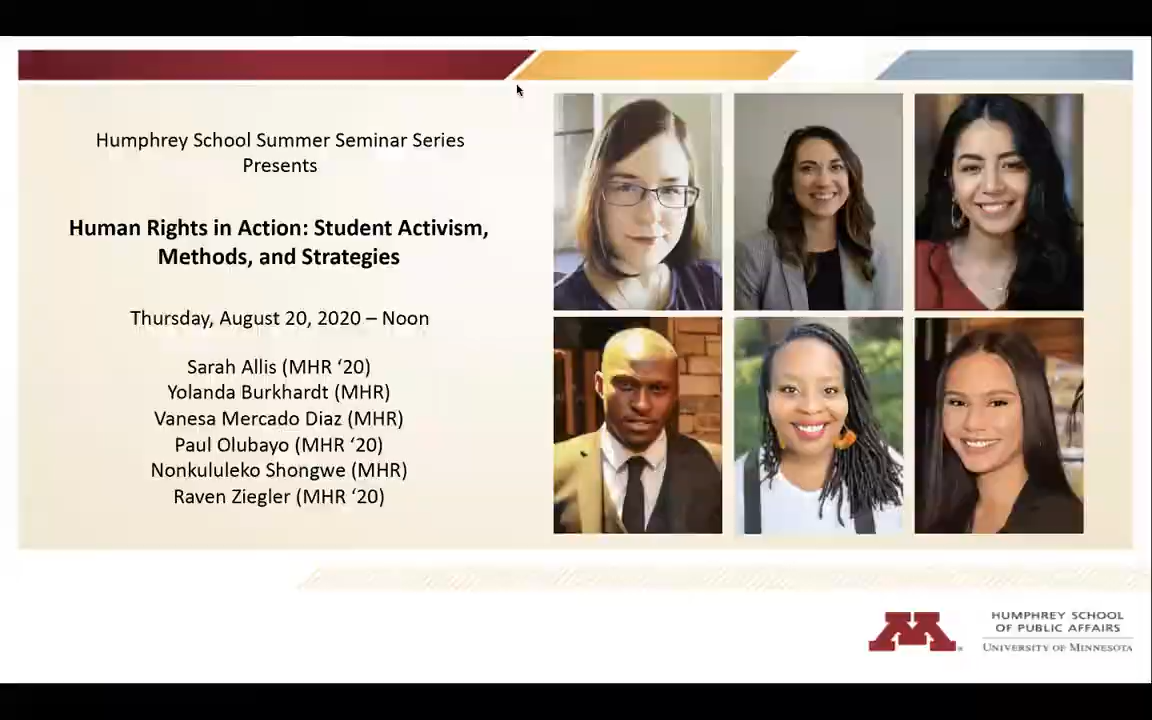 Humphrey School Summer Seminar Series
Presents
Human Rights in Action: Student Activism,
Methods, and Strategies
Thursday, August 20, 2020 – Noon
Sarah Allis (MHR ‘20)
Yolanda Burkhardt (MHR)
Vanesa Mercado Diaz (MHR)
Paul Olubayo (MHR ‘20)
Nonkululeko Shongwe (MHR)
Raven Ziegler (MHR ‘20)
M®
HUMPHREY SCHOOL
OF PUBLIC AFFAIRS
UNIVERSITY OF MINNESOTA